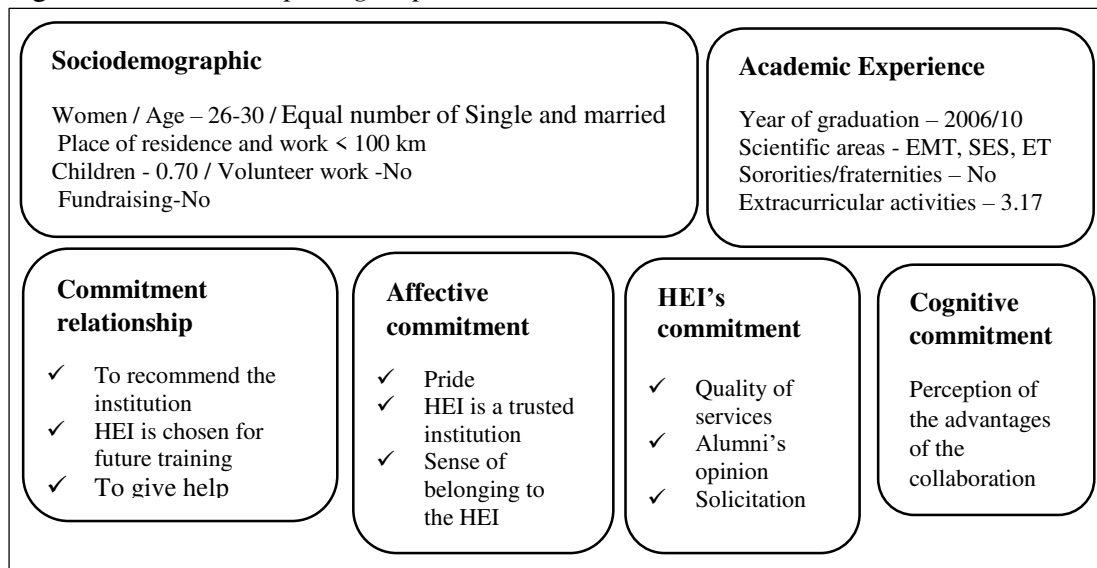 Sociodemographic
Women / Age – 26-30 / Equal number of Single and married
Place of residence and work < 100 km
Children - 0.70 / Volunteer work -No
Fundraising-No
Academic Experience
Year of graduation – 2006/10
Scientific areas - EMT, SES, ET
Sororities/fraternities – No
Extracurricular activities – 3.17
Commitment
relationship
✓ To recommend the
institution
✓ HEI is chosen for
future training
✓ To give help
Affective
commitment
✓ Pride
✓ HEI is a trusted
institution
✓ Sense of
belonging to
the HEI
HEI's
commitment
✓ Quality of
services
✓ Alumni's
opinion
✓ Solicitation
Cognitive
commitment
Perception of
the advantages
of the
collaboration